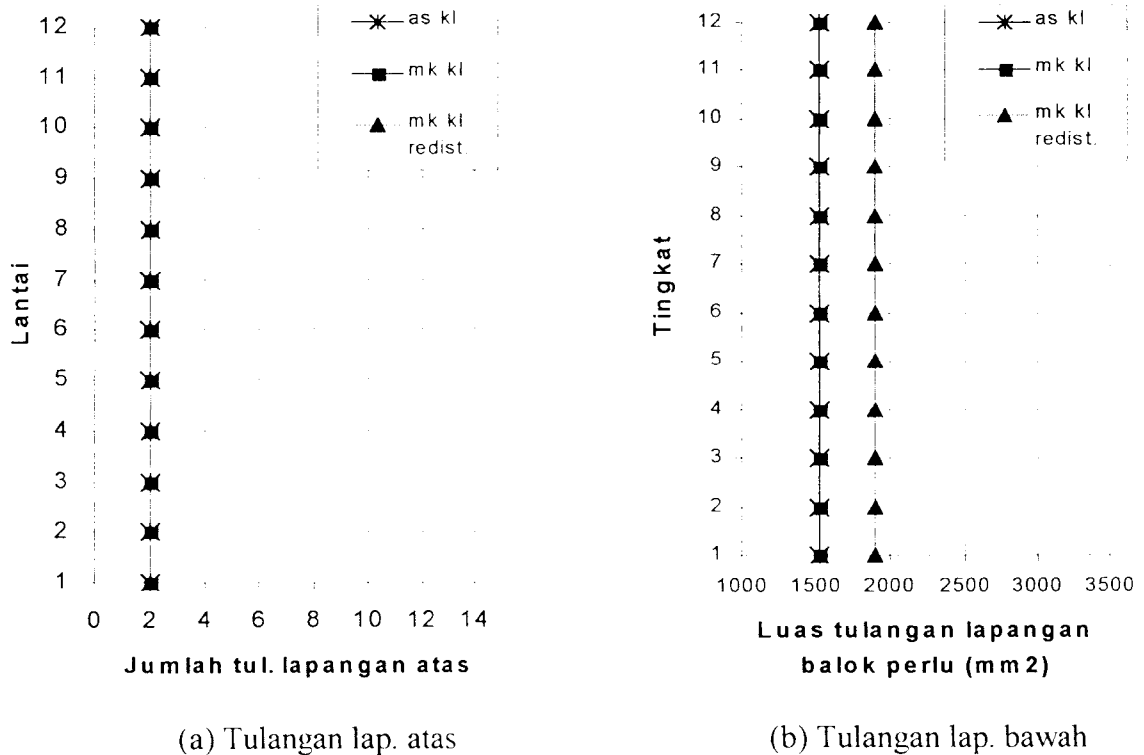 12
11
10
9
8
7
6
5
4
3
2
1
Lantai
0 2 4 6 8 10 12 14
Jumlah tul. lapangan atas
as kl
mk kl
mk kl
redist.
(a) Tulangan lap. atas
12
11
10
9
8
7
6
5
4
3
2
1
Tingkat
1000 1500 2000 2500 3000 3500
Luas tulangan lapangan
balok perlu (mm2)
as kl
mk kl
mk kl
redist.
(b) Tulangan lap. bawah